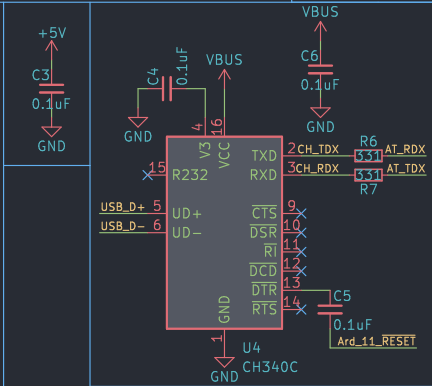 +5V
C3
0.1uF
GND
VBUS
C6
0.1uF
GND
C4
0.1uF
GND
VBUS
4
16
V3
VCC
15
R232
TXD
2
CH_TDX
R6
331
AT_RDX
RXD
3
CH_RDX
331
R7
AT_TDX
USB_D+
5
UD+
USB_D-
6
UD-
CTS
9
DSR
10
RI
11
DCD
12
DTR
13
RTS
14
C5
0.1uF
Ard_11_RESET
GND
1
GND
U4
CH340C